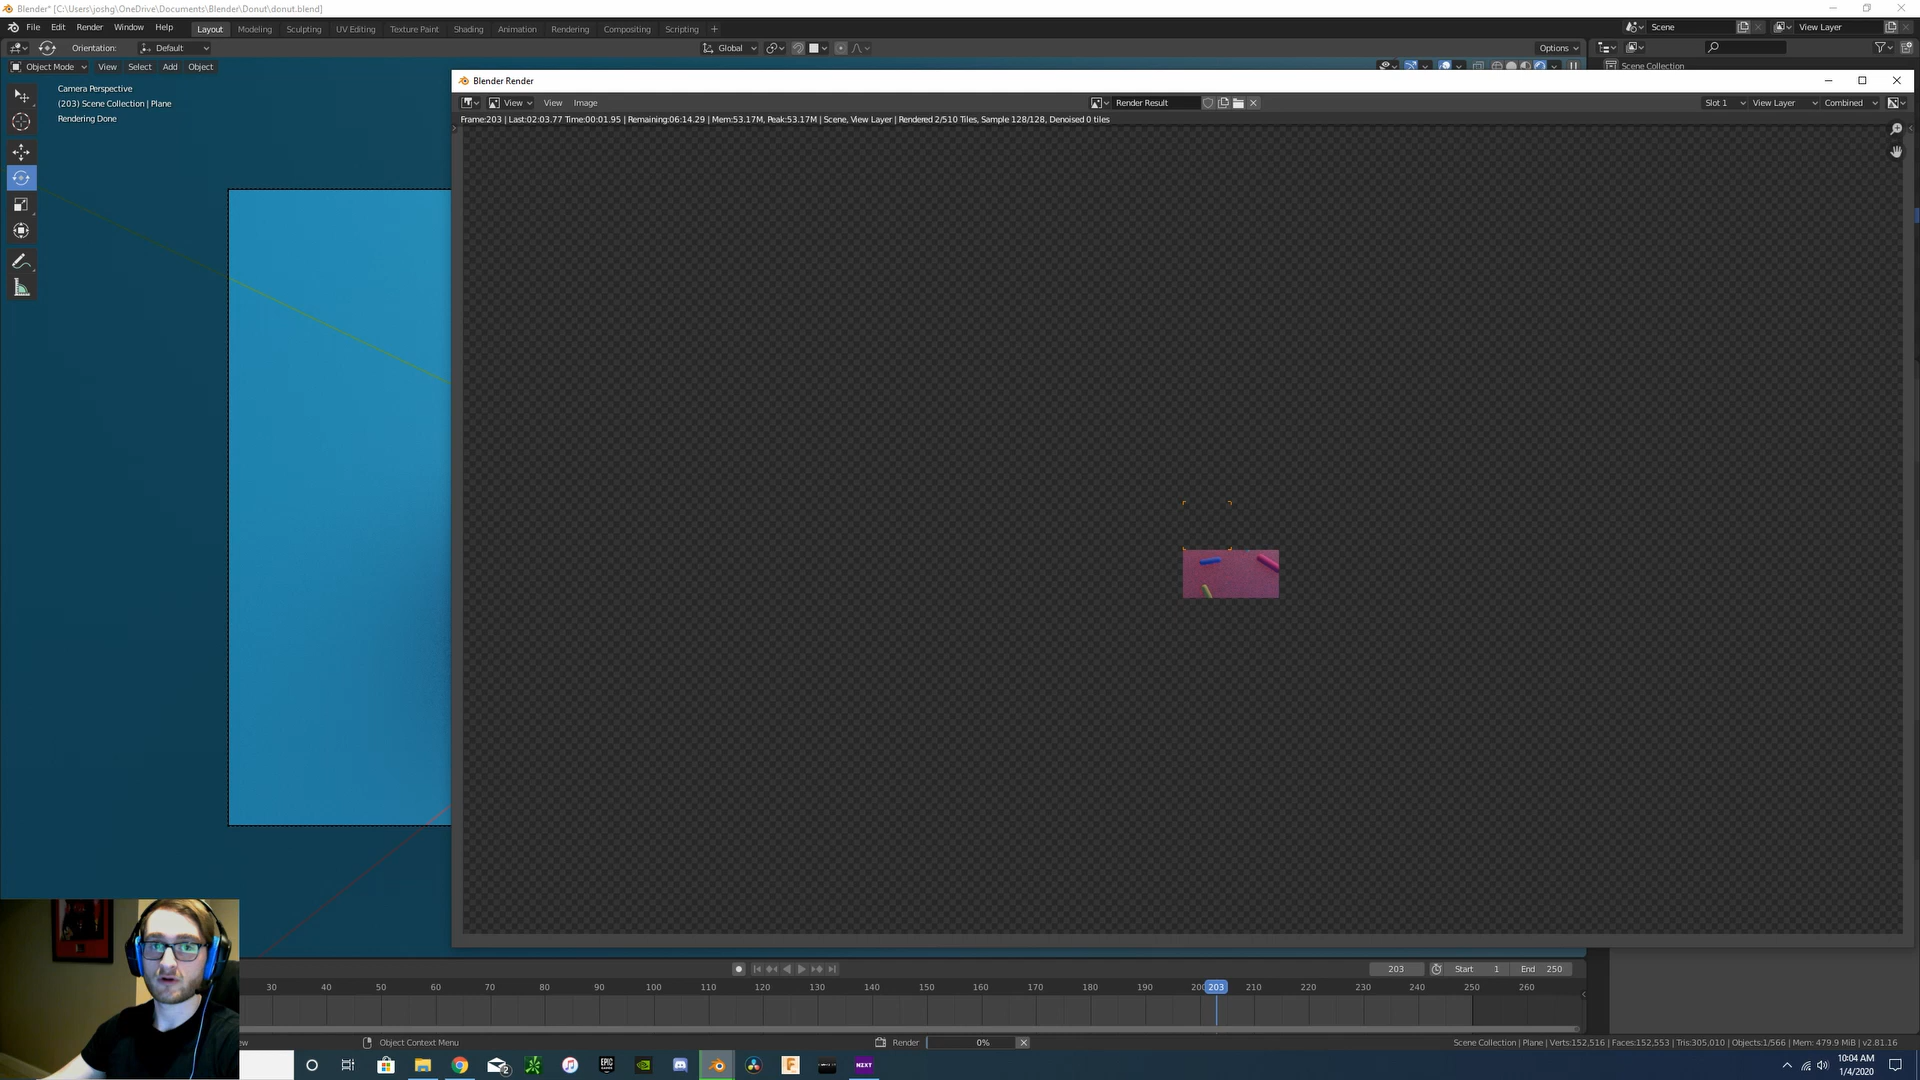 Blender* [C:\Users\joshg\OneDrive\Documents\Blender\Donut\donut.blend]
File Edit Render Window Help Layout Modeling Sculpting UV Editing Texture Paint Shading Animation Rendering Compositing Scripting + Scene View Layer
Orientation: Default Global Options
Object Mode View Select Add Object Scene Collection
Camera Perspective
(203) Scene Collection | Plane
Rendering Done
Blender Render
View View Image Render Result Slot 1 View Layer Combined
Frame:203 | Last:02:03.77 Time:00:01.95 | Remaining:06:14.29 | Mem:53.17M, Peak:53.17M | Scene, View Layer | Rendered 2/510 Tiles, Sample 128/128, Denoised 0 tiles
203 Start 1 End 250
30 40 50 60 70 80 90 100 110 120 130 140 150 160 170 180 190 200 203 210 220 230 240 250 260
Object Context Menu Render 0% Scene Collection | Plane | Verts:152,516 | Faces:152,553 | Tris:305,010 | Objects:1/566 | Mem: 479.9 MiB | v2.81.16
EPIC GAMES
NZXT
2
10:04 AM
1/4/2020